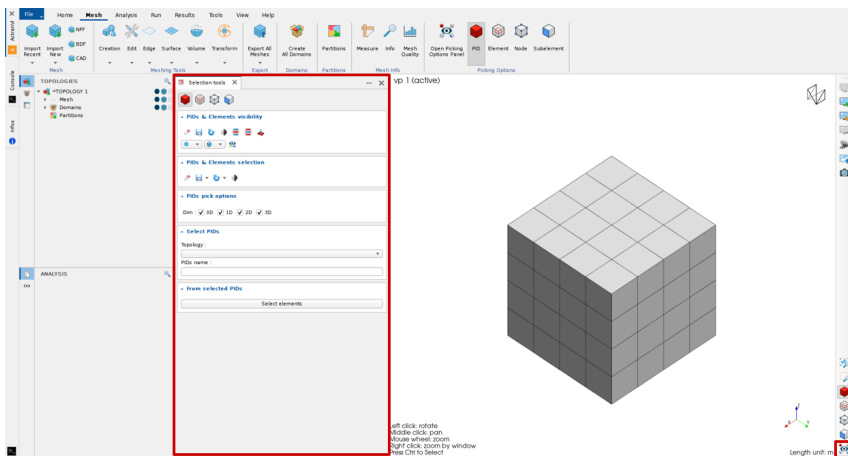 File Home Mesh Analysis Run Results Tools View Help
ActranVI
NFF
BDF
CAD
Import Recent
Import New
Creation Edit Edge Surface Volume Transform
Export All Meshes
Create All Domains
Partitions
Measure Info Mesh Quality
Open Picking Options Panel
PID Element Node Subelement
Mesh Meshing Tools Export Domains Partitions Mesh Info Picking Options
Console
Infos
TOPOLOGIES
*TOPOLOGY 1
Mesh
Domains
Partitions
ANALYSIS
Selection tools X
PIDs & Elements visibility
PIDs & Elements selection
PIDs pick options
Dim : 0D 1D 2D 3D
Select PIDs
Topology :
PIDs name :
From selected PIDs
Select elements
vp 1 (active)
Left click: rotate
Middle click: pan
Mouse wheel: zoom
Right click: zoom by window
Press Ctrl to Select
z
x y
Length unit: m